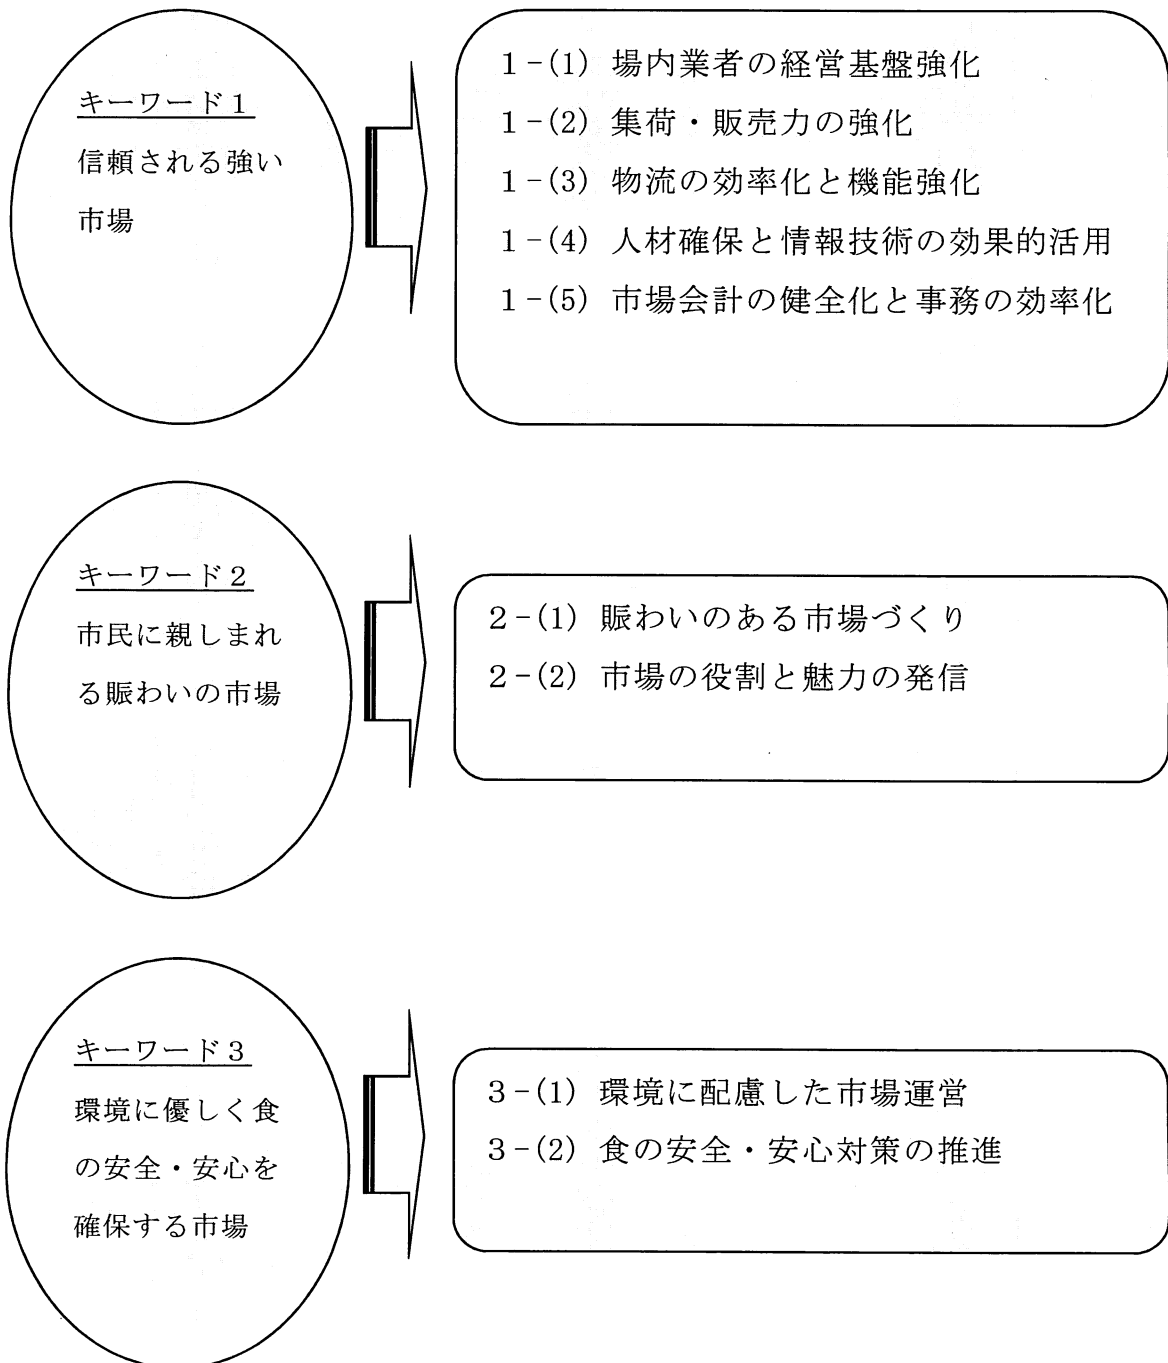 キーワード１
信頼される強い
市場
1-(1) 場内業者の経営基盤強化
1-(2) 集荷・販売力の強化
1-(3) 物流の効率化と機能強化
1-(4) 人材確保と情報技術の効果的活用
1-(5) 市場会計の健全化と事務の効率化
キーワード２
市民に親しまれ
る賑わいの市場
2-(1) 賑わいのある市場づくり
2-(2) 市場の役割と魅力の発信
キーワード３
環境に優しく食
の安全・安心を
確保する市場
3-(1) 環境に配慮した市場運営
3-(2) 食の安全・安心対策の推進